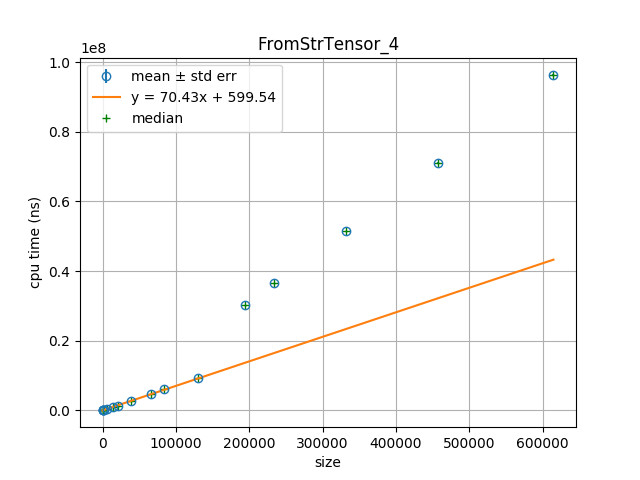 FromStrTensor_4
1e8
1.0
0.8
0.6
0.4
0.2
0.0
cpu time (ns)
mean ± std err
y = 70.43x + 599.54
median
0 100000 200000 300000 400000 500000 600000
size